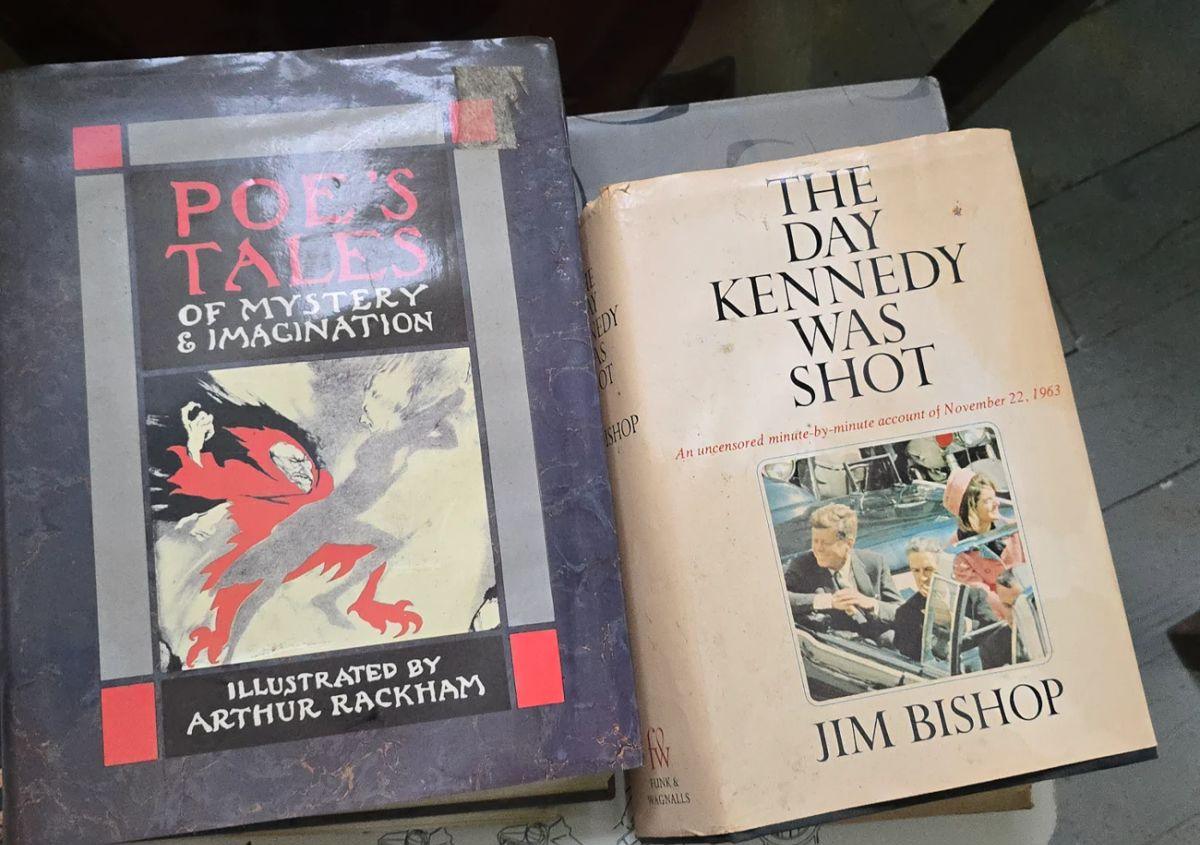 POE'S
TALES
OF MYSTERY
& IMAGINATION
ILLUSTRATED BY
ARTHUR RACKHAM
THE
DAY
KENNEDY
WAS
SHOT
An uncensored minute-by-minute account of November 22, 1963
JIM BISHOP
BISHOP
FUNK &
WAGNALLS